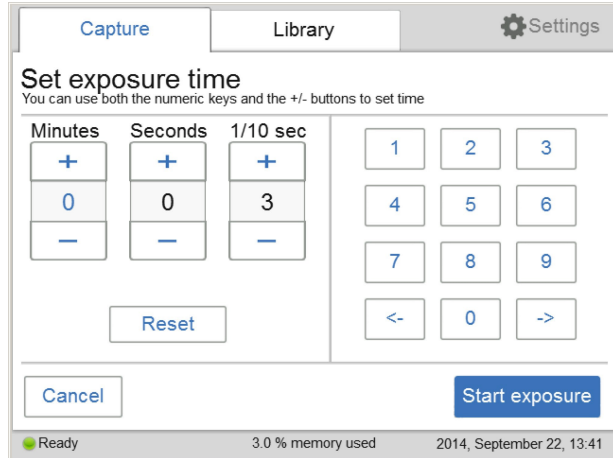 Capture
Library
Settings
Set exposure time
You can use both the numeric keys and the +/- buttons to set time
Minutes Seconds 1/10 sec
+ + +
0 0 3
− − −
1 2 3
4 5 6
7 8 9
<- 0 ->
Reset
Cancel
Start exposure
Ready
3.0 % memory used
2014, September 22, 13:41